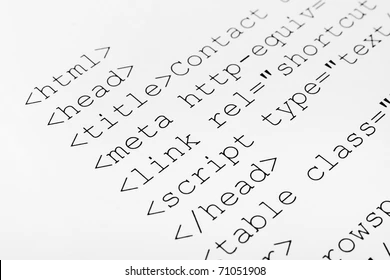 <html>
<head>
<title>Contact
<meta http-equiv=
<link rel="shortcut
<script type="text/
</head>
<table class="
shutterstock.com · 71051908